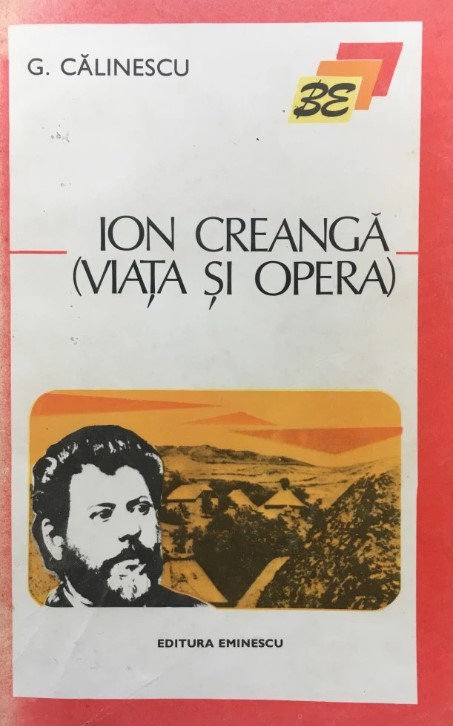 G. CĂLINESCU
BE
ION CREANGĂ
(VIAȚA ȘI OPERA)
EDITURA EMINESCU